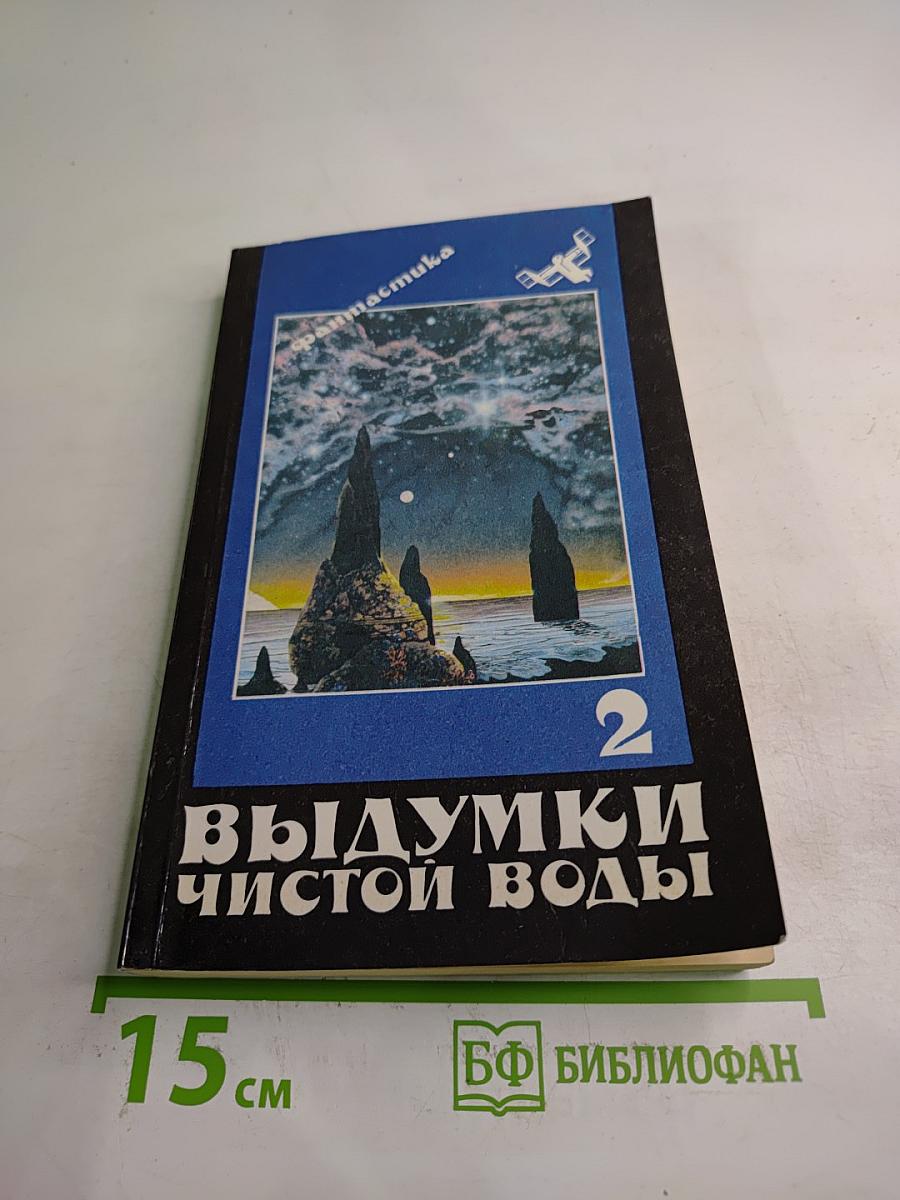 фантастика
2
ВЫДУМКИ
ЧИСТОЙ ВОДЫ
15 см
БФ БИБЛИОФАН